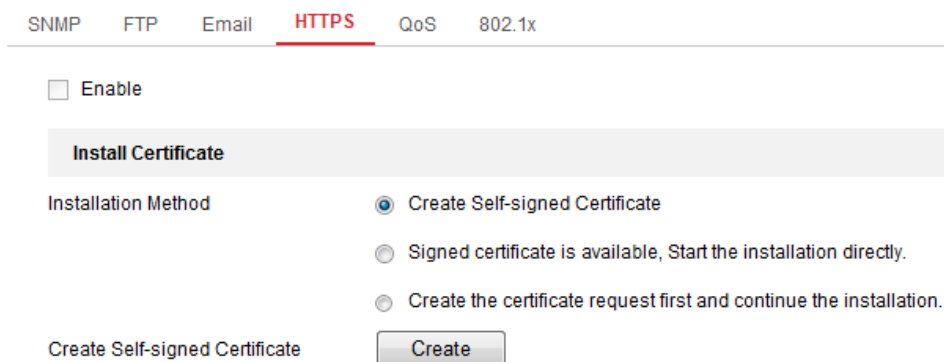 SNMP FTP Email HTTPS QoS 802.1x
Enable
Install Certificate
Installation Method Create Self-signed Certificate
Signed certificate is available, Start the installation directly.
Create the certificate request first and continue the installation.
Create Self-signed Certificate Create